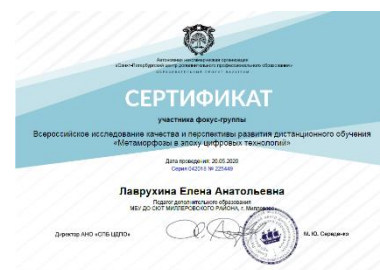 Автономная некоммерческая организация
«Санкт-Петербургский центр дополнительного профессионального образования»
СЕРТИФИКАТ
участника фокус-группы
Всероссийское исследование качества и перспективы развития дистанционного обучения
«Метаморфозы в эпоху цифровых технологий»
Дата проведения: 20.05.2020
Серия 042018 № 225449
Лаврухина Елена Анатольевна
Педагог дополнительного образования
МБУ ДО СЮТ МИЛЛЕРОВСКОГО РАЙОНА, г. Миллерово
Директор АНО «СПБ ЦДПО»
М. Ю. Середенко